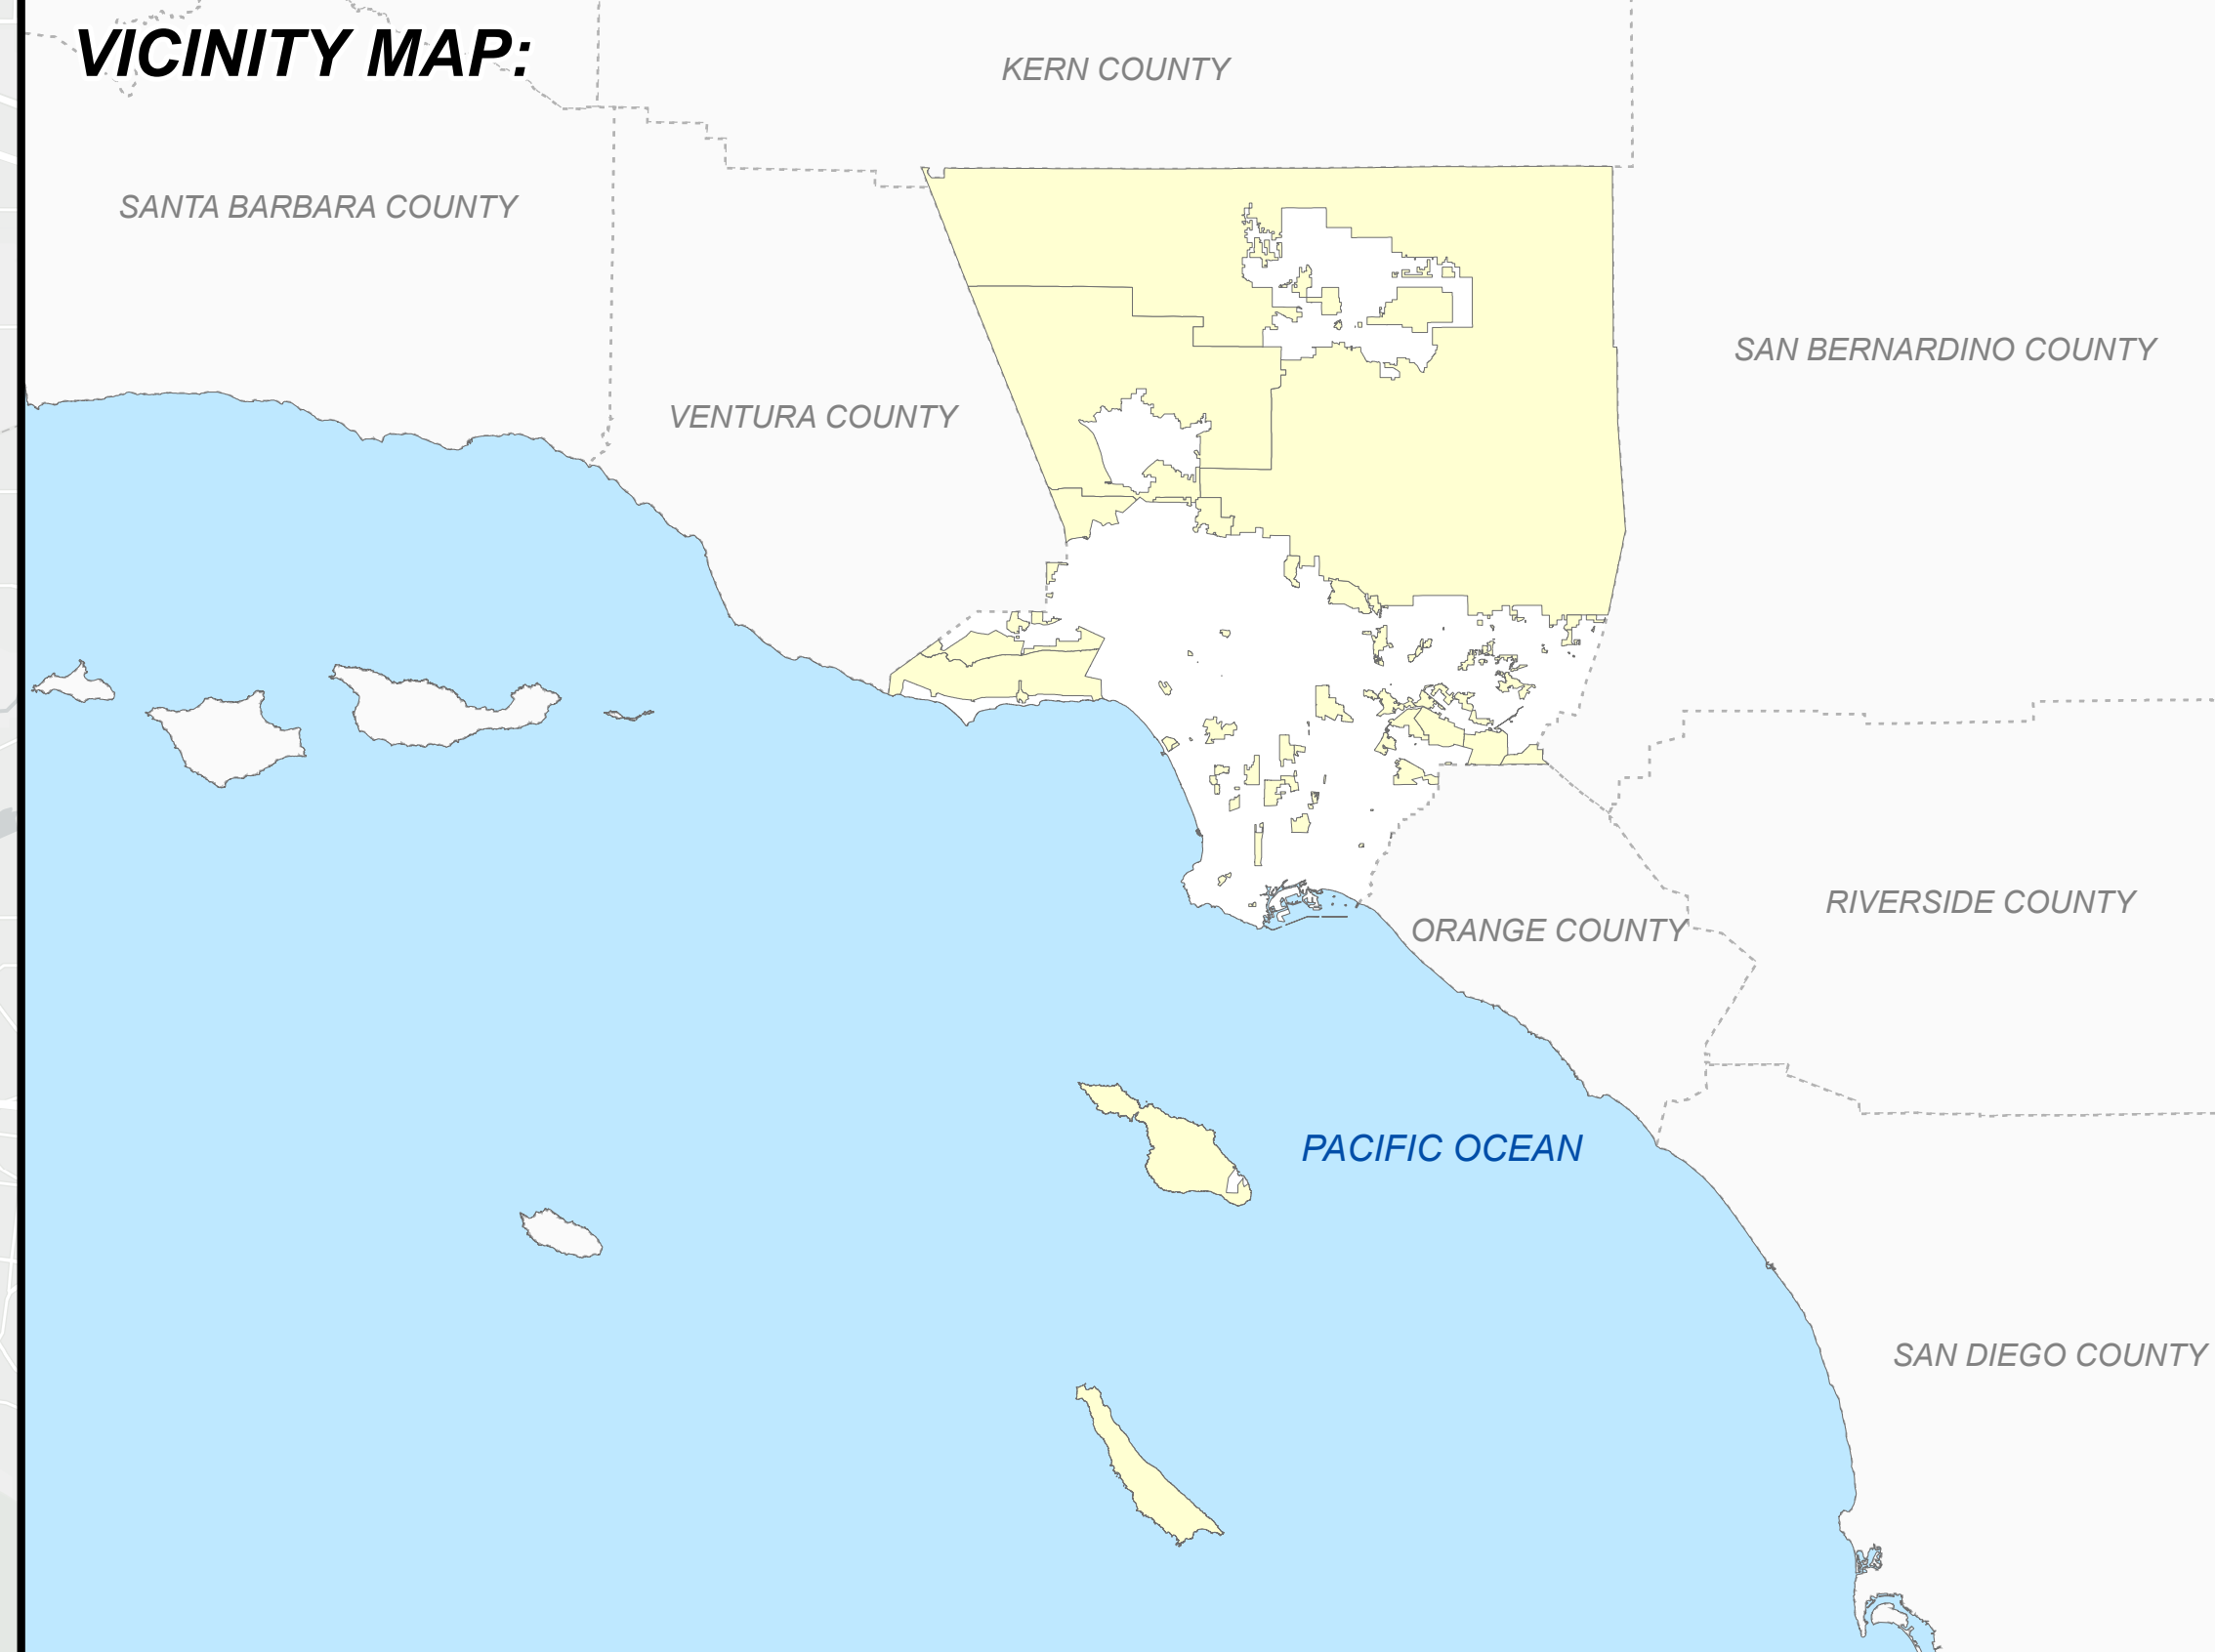 VICINITY MAP:
KERN COUNTY
SANTA BARBARA COUNTY
SAN BERNARDINO COUNTY
VENTURA COUNTY
RIVERSIDE COUNTY
ORANGE COUNTY
PACIFIC OCEAN
SAN DIEGO COUNTY